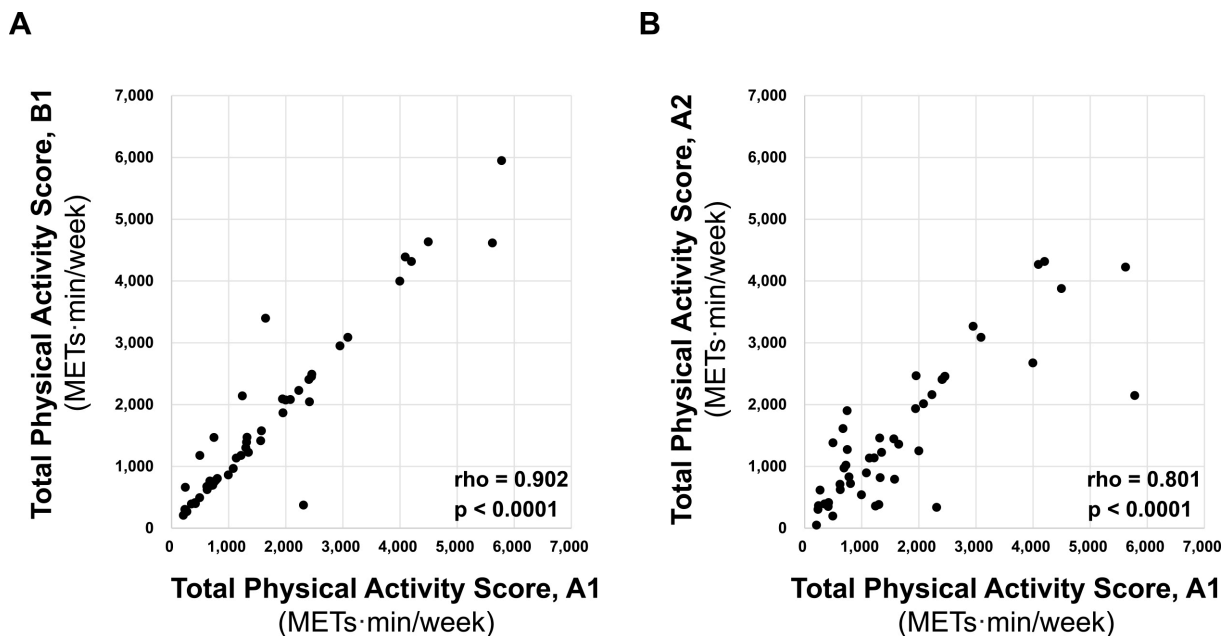 A
Total Physical Activity Score, B1
(METs·min/week)
7,000
6,000
5,000
4,000
3,000
2,000
1,000
0
rho = 0.902
p < 0.0001
0 1,000 2,000 3,000 4,000 5,000 6,000 7,000
Total Physical Activity Score, A1
(METs·min/week)
B
Total Physical Activity Score, A2
(METs·min/week)
7,000
6,000
5,000
4,000
3,000
2,000
1,000
0
rho = 0.801
p < 0.0001
0 1,000 2,000 3,000 4,000 5,000 6,000 7,000
Total Physical Activity Score, A1
(METs·min/week)